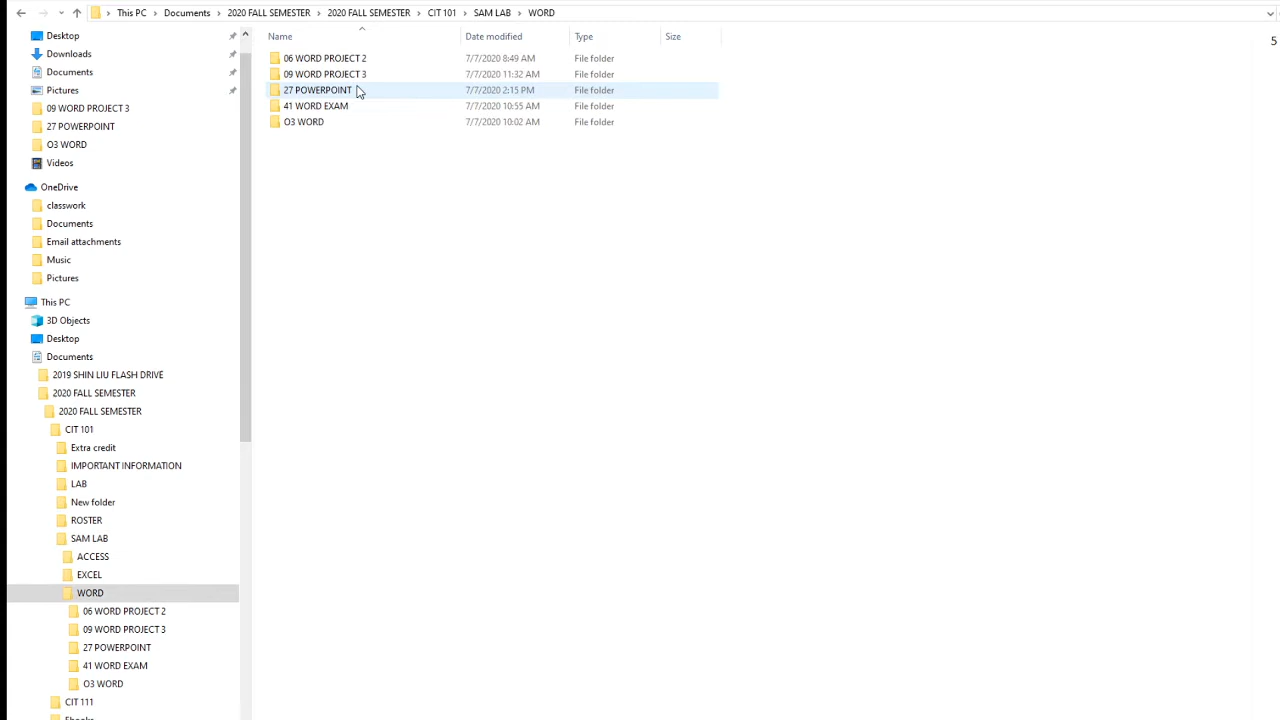 This PC > Documents > 2020 FALL SEMESTER > 2020 FALL SEMESTER > CIT 101 > SAM LAB > WORD
Name Date modified Type Size
5
06 WORD PROJECT 2 7/7/2020 8:49 AM File folder
09 WORD PROJECT 3 7/7/2020 11:32 AM File folder
27 POWERPOINT 7/7/2020 2:15 PM File folder
41 WORD EXAM 7/7/2020 10:55 AM File folder
O3 WORD 7/7/2020 10:02 AM File folder
Desktop
Downloads
Documents
Pictures
09 WORD PROJECT 3
27 POWERPOINT
O3 WORD
Videos
OneDrive
classwork
Documents
Email attachments
Music
Pictures
This PC
3D Objects
Desktop
Documents
2019 SHIN LIU FLASH DRIVE
2020 FALL SEMESTER
2020 FALL SEMESTER
CIT 101
Extra credit
IMPORTANT INFORMATION
LAB
New folder
ROSTER
SAM LAB
ACCESS
EXCEL
WORD
06 WORD PROJECT 2
09 WORD PROJECT 3
27 POWERPOINT
41 WORD EXAM
O3 WORD
CIT 111